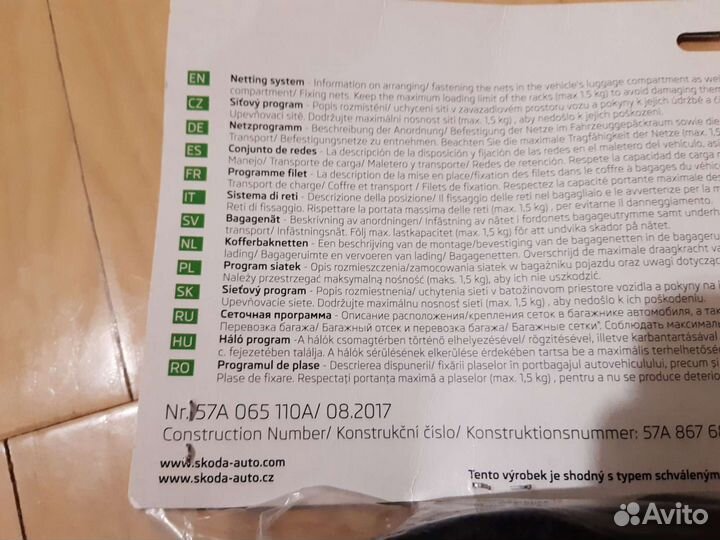 EN Netting system - Information on arranging/ fastening the nets in the vehicle's luggage compartment as we
compartment/ Fixing nets. Keep the maximum loading limit of the racks (max. 1,5 kg) to avoid damaging them
CZ Síťový program - Popis rozmístění/ uchycení sítí v zavazadlovém prostoru vozu a pokyny k jejich údržbě a
Upevňovací sítě. Dodržujte maximální nosnost sítí (max. 1,5 kg) , aby nedošlo k jejich poškození.
DE Netzprogramm - Beschreibung der Anordnung/ Befestigung der Netze im Fahrzeuggepäckraum sowie die
Transport/ Befestigungsnetze zu entnehmen. Beachten Sie die maximale Tragfähigkeit der Netze (max. 1,5
ES Conjunto de redes - La descripción de la disposición y fijación de las redes en el maletero del vehículo, así
Manejo/ Transporte de carga/ Maletero y transporte/ Redes de retención. Respete la capacidad de carga
FR Programme filet - La description de la mise en place/fixation des filets dans le coffre à bagages du véhicu
Transport de charge/ Coffre et transport / Filets de fixation. Respectez la capacité portante maximale des
IT Sistema di reti - Descrizione della posizione/ Il fissaggio delle reti nel bagagliaio e le avvertenze per la m
Reti di fissaggio. Rispettare la portata massima delle reti (max. 1,5 kg) , per evitarne il danneggiamento.
SV Bagagenät - Beskrivning av anordningen/ Infästning av nätet i fordonets bagageutrymme samt underh
Transport/ Infästningsnät. Följ max. lastkapacitet (max. 1,5 kg) för att undvika skador på nätet.
NL Kofferbaknetten - Een beschrijving van de montage/bevestiging van de bagagenetten in de bagageru
lading/ Bagageruimte en vervoeren van lading/ Bagagenetten. Overschrijd de maximale draagkracht va
PL Program siatek - Opis rozmieszczenia/zamocowania siatek w bagażniku pojazdu oraz uwagi dotycząc
Należy przestrzegać maksymalną nośność (maks. 1,5 kg) siatek, aby ich nie uszkodzić.
SK Sieťový program - Popis rozmiestnenia/ uchytenia sietí v batožinovom priestore vozidla a pokyny na
Upevňovacie siete. Dodržujte maximálnu nosnosť sietí (max. 1,5 kg) , aby nedošlo k ich poškodeniu.
RU Сеточная программа - Описание расположения/крепления сеток в багажнике автомобиля, а так
Перевозка багажа/ Багажный отсек и перевозка багажа/ Багажные сетки". Соблюдать максимал
HU Háló program -A hálók csomagtérben történő elhelyezésével/ rögzítésével, illetve karbantartásával
c. fejezetében találja. A hálók sérülésének elkerülése érdekében tartsa be a maximális terhelhetőség
RO Programul de plase - Descrierea dispunerii/ fixării plaselor în portbagajul autovehiculului, precum și
Plase de fixare. Respectați portanța maximă a plaselor (max. 1,5 kg) , pentru a nu se produce deterior
Nr. 57A 065 110A/ 08.2017
Construction Number/ Konstrukční číslo/ Konstruktionsnummer: 57A 867 6
www.skoda-auto.com
www.skoda-auto.cz
Tento výrobek je shodný s typem schváleným
Avito